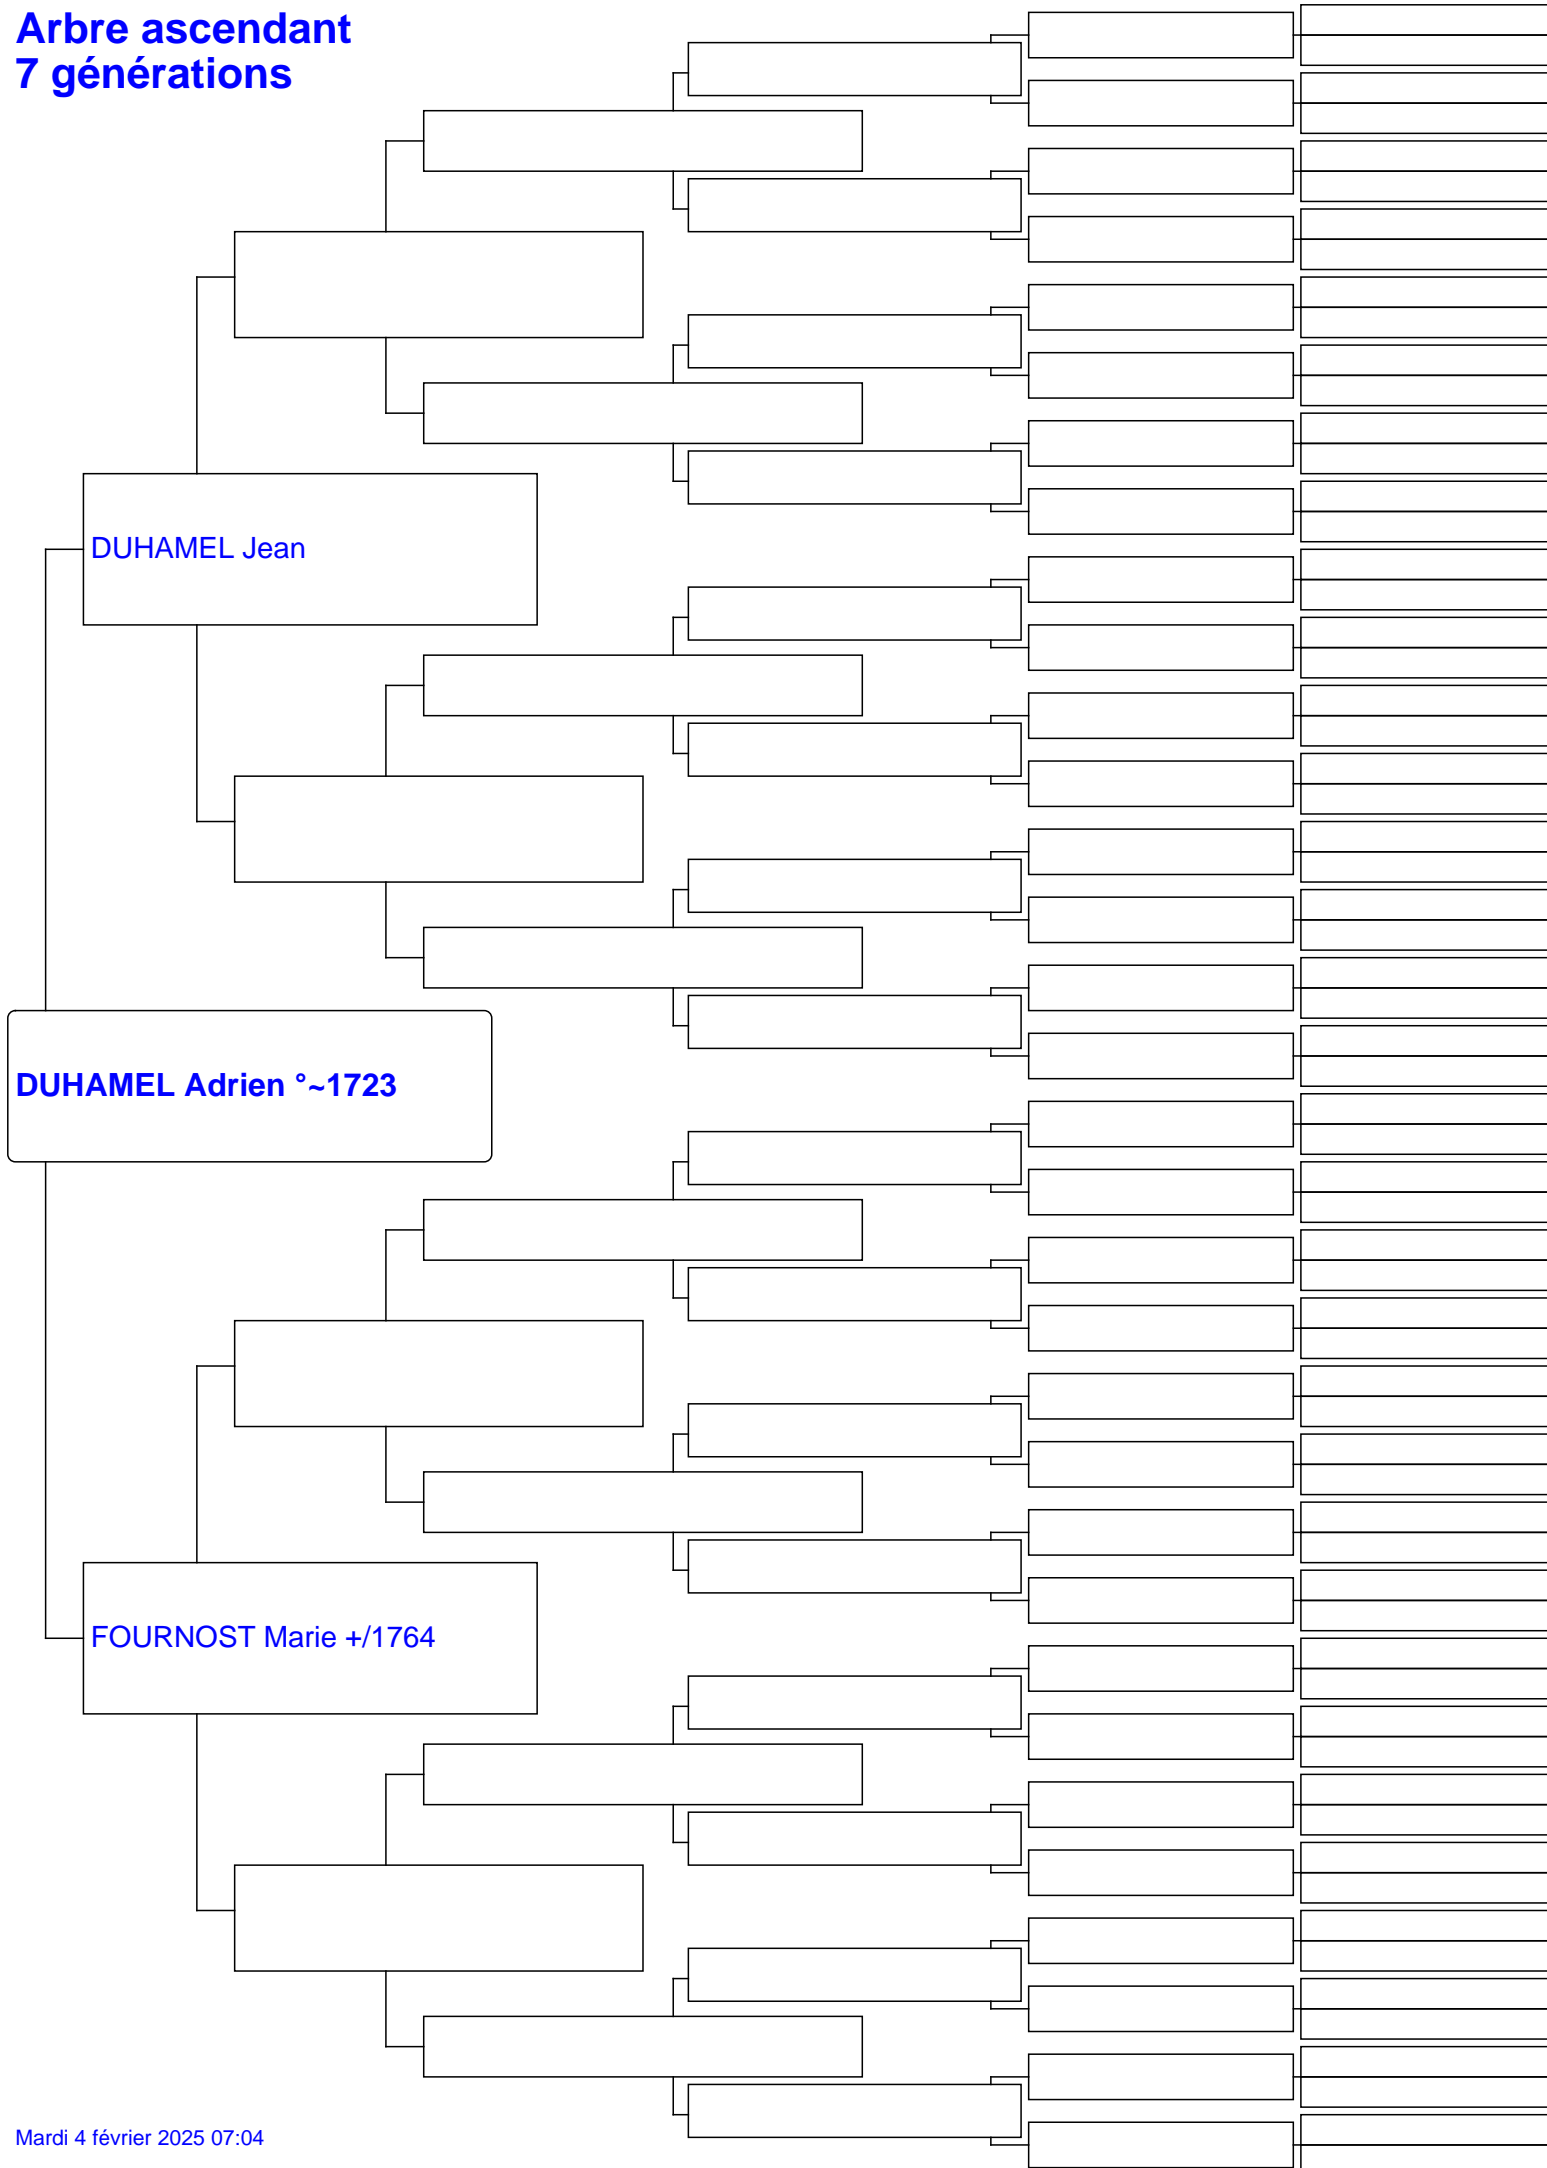 Arbre ascendant
7 générations
DUHAMEL Jean
DUHAMEL Adrien °~1723
FOURNOST Marie +/1764
Mardi 4 février 2025 07:04